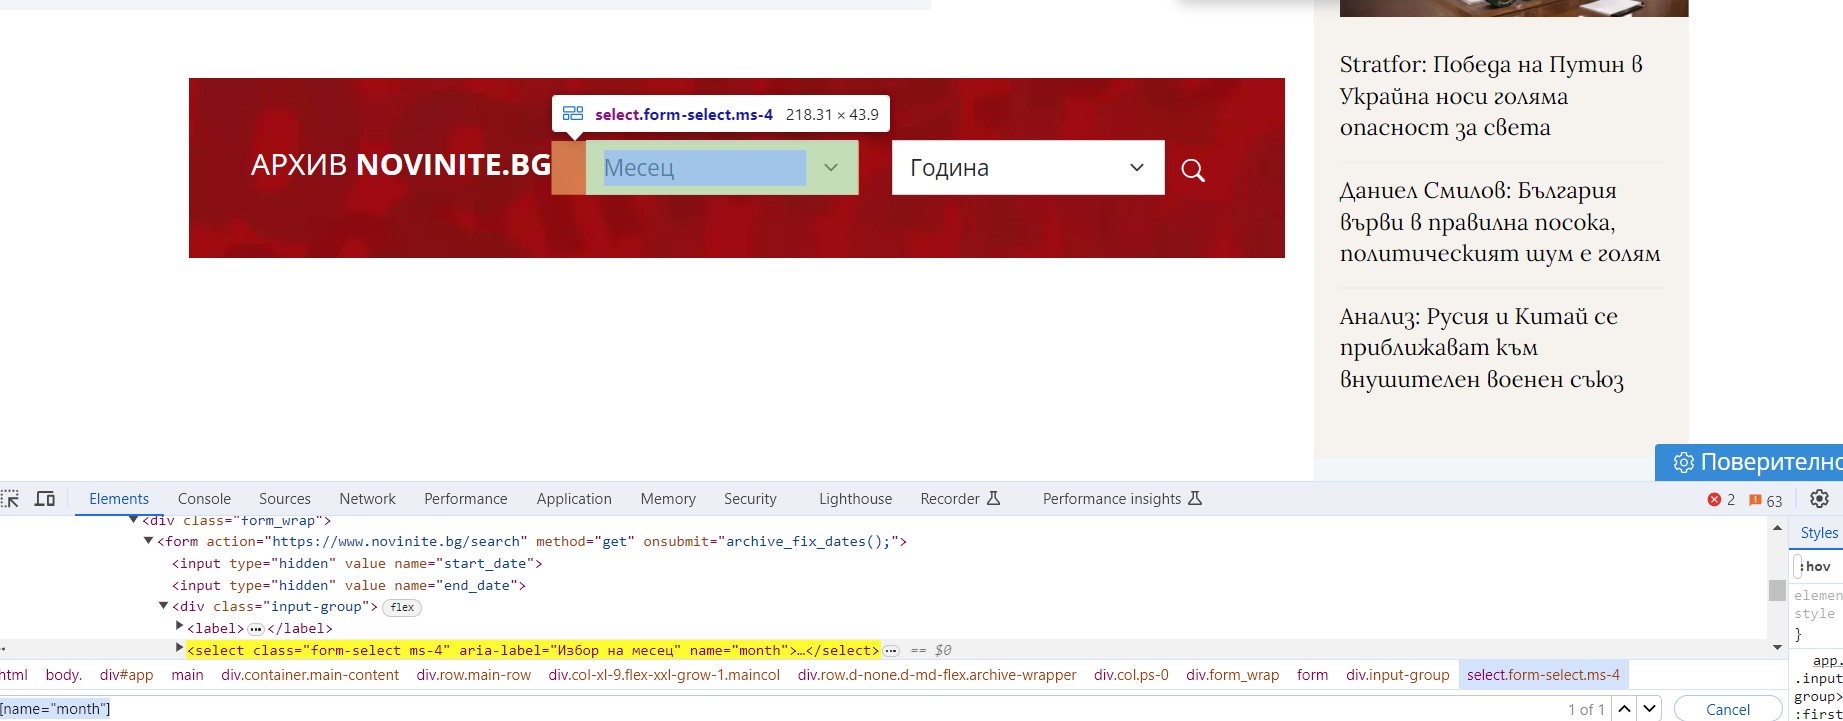 Stratfor: Победа на Путин в
Украйна носи голяма
опасност за света
select.form-select.ms-4 218.31 × 43.9
АРХИВ NOVINITE.BG Месец Година
Даниел Смилов: България
върви в правилна посока,
политическият шум е голям
Анализ: Русия и Китай се
приближават към
внушителен военен съюз
Поверително
Elements Console Sources Network Performance Application Memory Security Lighthouse Recorder Performance insights 2 63
<div class="form_wrap">
<form action="https://www.novinite.bg/search" method="get" onsubmit="archive_fix_dates();">
<input type="hidden" value name="start_date">
<input type="hidden" value name="end_date">
<div class="input-group"> flex
<label> … </label>
<select class="form-select ms-4" aria-label="Избор на месец" name="month">…</select> … == $0
html body. div#app main div.container.main-content div.row.main-row div.col-xl-9.flex-xxl-grow-1.maincol div.row.d-none.d-md-flex.archive-wrapper div.col.ps-0 div.form_wrap form div.input-group select.form-select.ms-4
[name="month"] 1 of 1 Cancel
Styles
:hov
elemen
style
}
app.
.input
group>
:first